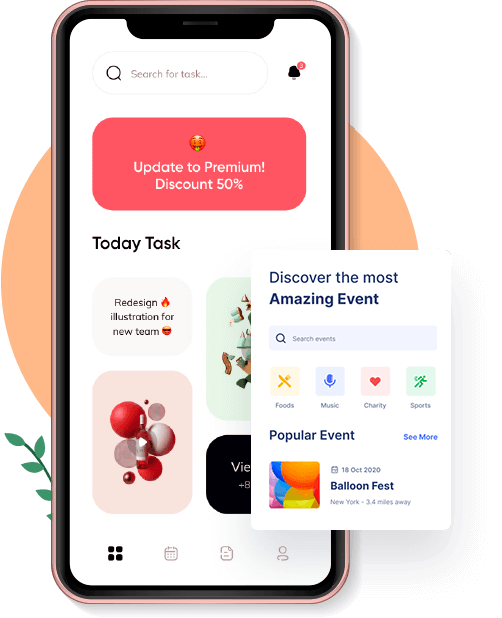 Search for task...
3
Update to Premium!
Discount 50%
Today Task
Redesign 🔥
illustration for
new team 😎
Vie
+8
Discover the most
Amazing Event
Search events
Foods
Music
Charity
Sports
Popular Event
See More
18 Oct 2020
Balloon Fest
New York - 3.4 miles away